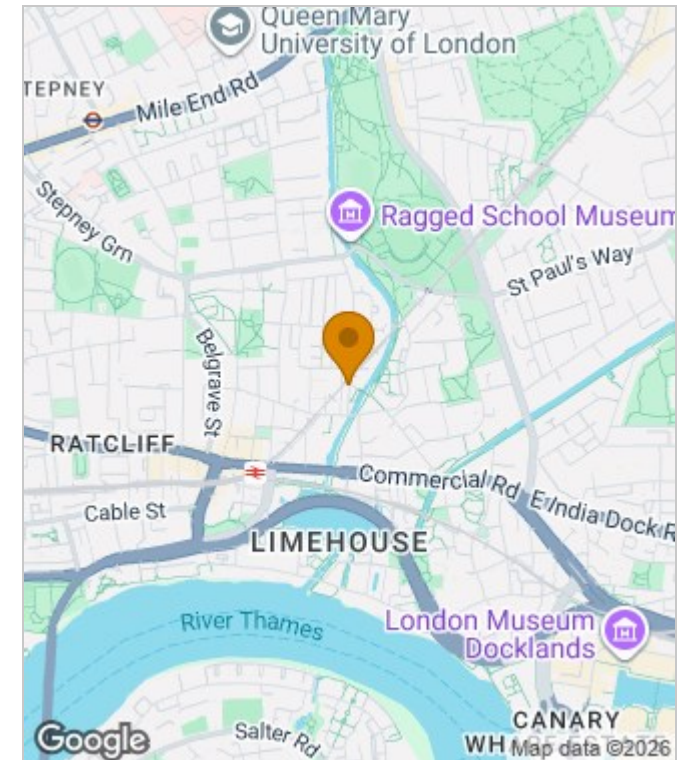 Queen Mary
University of London
TEPNEY
Mile End Rd
Stepney Grn
Ragged School Museum
St Paul's Way
Belgrave St
RATCLIFF
Commercial Rd
E India Dock R
Cable St
LIMEHOUSE
River Thames
London Museum
Docklands
Salter Rd
CANARY
WH
Google
Map data ©2026